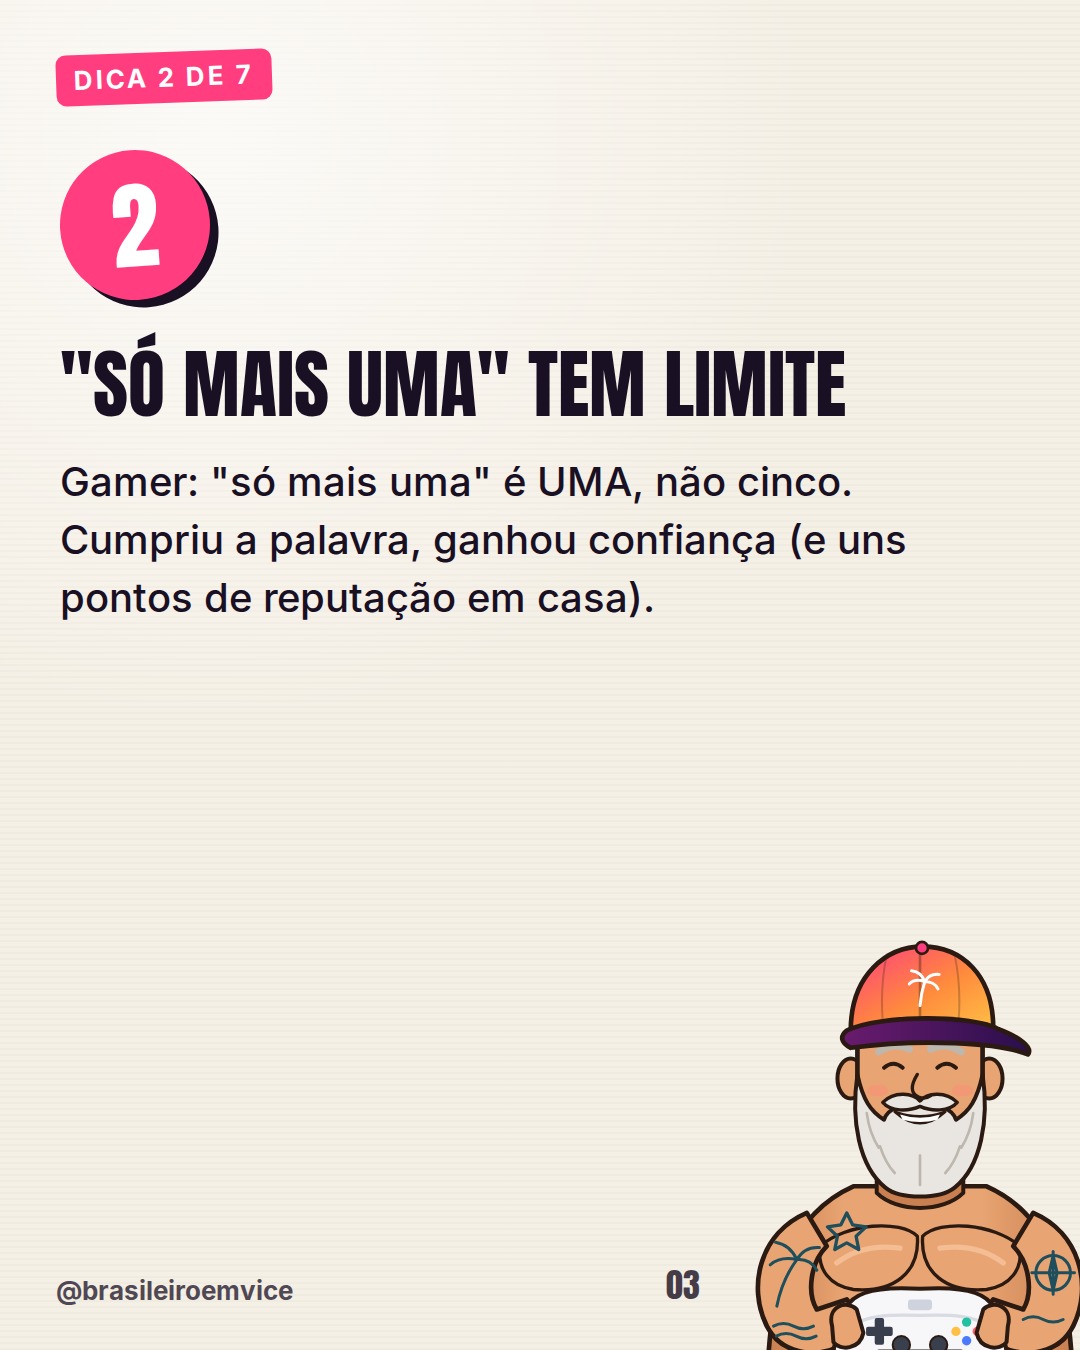 DICA 2 DE 7
2
"SÓ MAIS UMA" TEM LIMITE
Gamer: "só mais uma" é UMA, não cinco.
Cumpriu a palavra, ganhou confiança (e uns
pontos de reputação em casa).
@brasileiroemvice
03